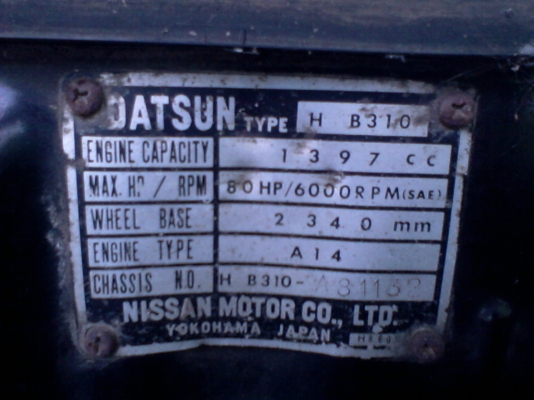 DATSUN TYPE H B310
ENGINE CAPACITY 1397 cc
MAX. HP / RPM 80HP/6000RPM(SAE)
WHEEL BASE 2340 mm
ENGINE TYPE A14
CHASSIS NO. H B310-
NISSAN MOTOR CO., LTD.
YOKOHAMA JAPAN